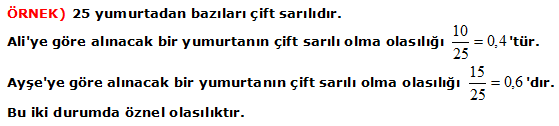 ÖRNEK) 25 yumurtadan bazıları çift sarılıdır.
Ali'ye göre alınacak bir yumurtanın çift sarılı olma olasılığı 10/25 = 0,4'tür.
Ayşe'ye göre alınacak bir yumurtanın çift sarılı olma olasılığı 15/25 = 0,6'dır.
Bu iki durumda öznel olasılıktır.